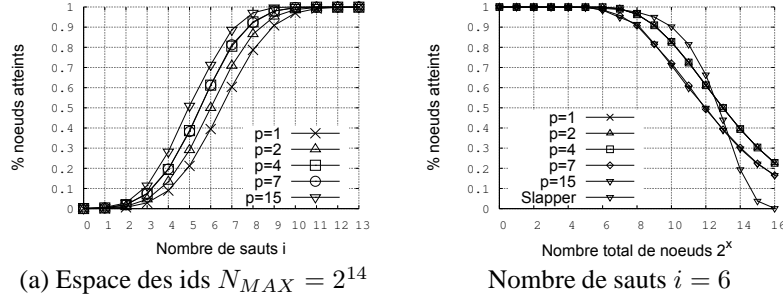 1
0.9
0.8
0.7
0.6
0.5
0.4
0.3
0.2
0.1
0
% noeuds atteints
p=1
p=2
p=4
p=7
p=15
0 1 2 3 4 5 6 7 8 9 10 11 12 13
Nombre de sauts i
(a) Espace des ids N_MAX = 2^14
1
0.9
0.8
0.7
0.6
0.5
0.4
0.3
0.2
0.1
0
% noeuds atteints
p=1
p=2
p=4
p=7
p=15
Slapper
0 2 4 6 8 10 12 14 16
Nombre total de noeuds 2^x
Nombre de sauts i = 6